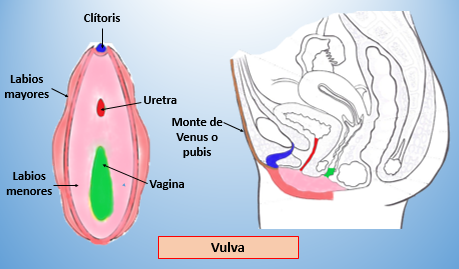 Clítoris
Labios
mayores
Uretra
Monte de
Venus o
pubis
Labios
menores
Vagina
Vulva